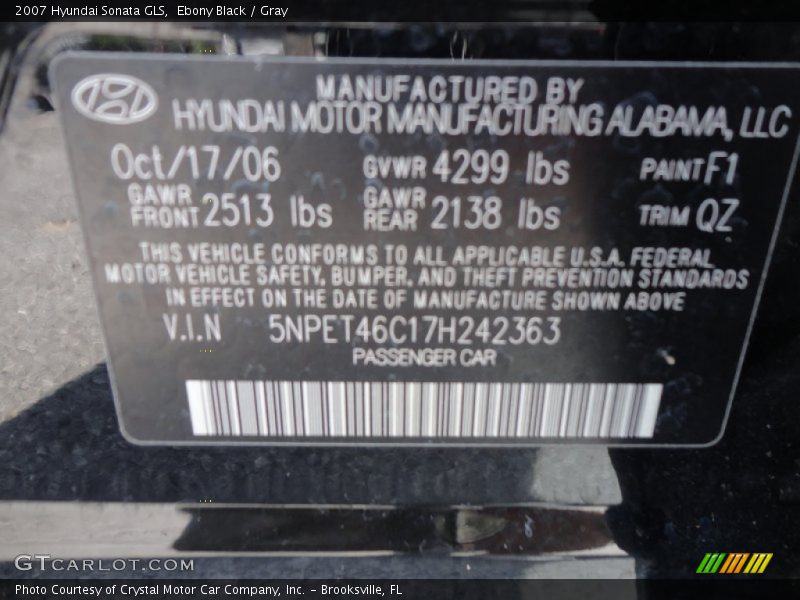 2007 Hyundai Sonata GLS, Ebony Black / Gray
MANUFACTURED BY
HYUNDAI MOTOR MANUFACTURING ALABAMA, LLC
Oct/17/06 GVWR 4299 lbs PAINT F1
GAWR FRONT 2513 lbs GAWR REAR 2138 lbs TRIM QZ
THIS VEHICLE CONFORMS TO ALL APPLICABLE U.S.A. FEDERAL
MOTOR VEHICLE SAFETY, BUMPER, AND THEFT PREVENTION STANDARDS
IN EFFECT ON THE DATE OF MANUFACTURE SHOWN ABOVE
V.I.N 5NPET46C17H242363
PASSENGER CAR
GTCARLOT.COM
Photo Courtesy of Crystal Motor Car Company, Inc. - Brooksville, FL